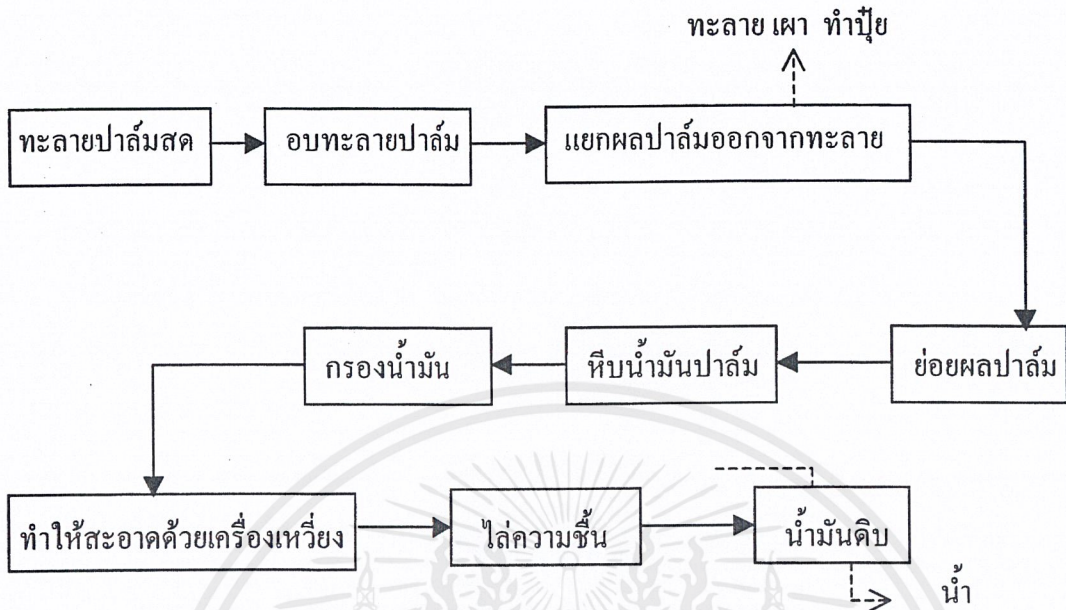 ทะลาย เผา ทำปุ๋ย
ทะลายปาล์มสด
อบทะลายปาล์ม
แยกผลปาล์มออกจากทะลาย
ย่อยผลปาล์ม
หีบน้ำมันปาล์ม
กรองน้ำมัน
ทำให้สะอาดด้วยเครื่องเหวี่ยง
ไล่ความชื้น
น้ำมันดิบ
น้ำ